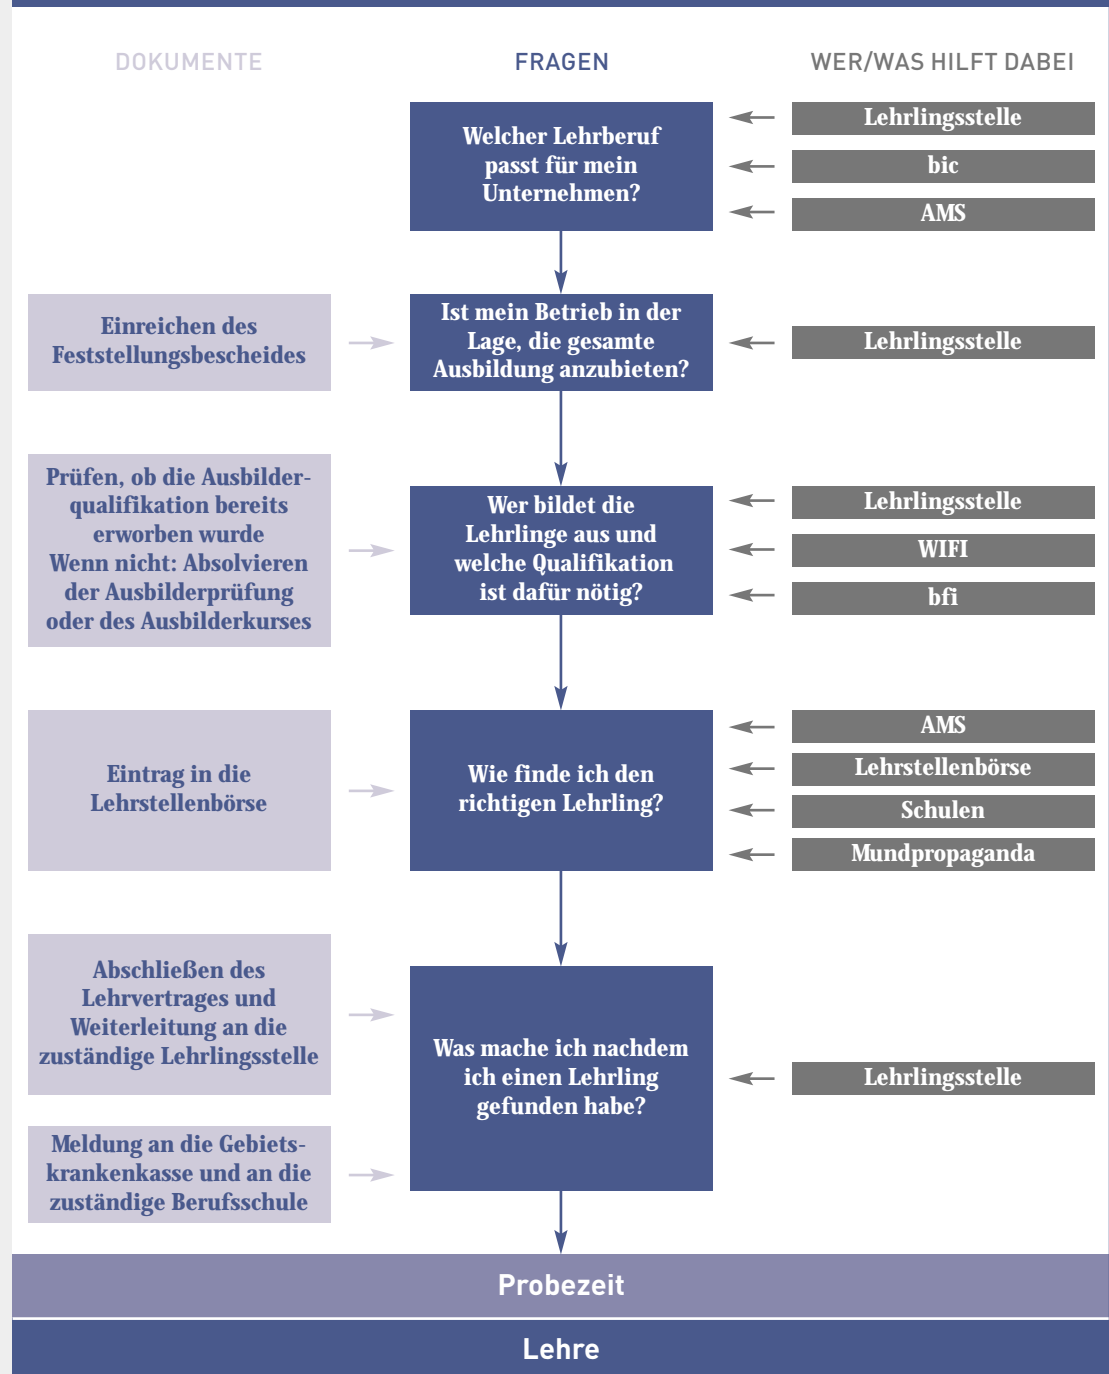 DOKUMENTE
FRAGEN
WER/WAS HILFT DABEI
Welcher Lehrberuf
passt für mein
Unternehmen?
Lehrlingsstelle
bic
AMS
Einreichen des
Feststellungsbescheides
Ist mein Betrieb in der
Lage, die gesamte
Ausbildung anzubieten?
Lehrlingsstelle
Prüfen, ob die Ausbilder-
qualifikation bereits
erworben wurde
Wenn nicht: Absolvieren
der Ausbilderprüfung
oder des Ausbilderkurses
Wer bildet die
Lehrlinge aus und
welche Qualifikation
ist dafür nötig?
Lehrlingsstelle
WIFI
bfi
Eintrag in die
Lehrstellenbörse
Wie finde ich den
richtigen Lehrling?
AMS
Lehrstellenbörse
Schulen
Mundpropaganda
Abschließen des
Lehrvertrages und
Weiterleitung an die
zuständige Lehrlingsstelle
Meldung an die Gebiets-
krankenkasse und an die
zuständige Berufsschule
Was mache ich nachdem
ich einen Lehrling
gefunden habe?
Lehrlingsstelle
Probezeit
Lehre